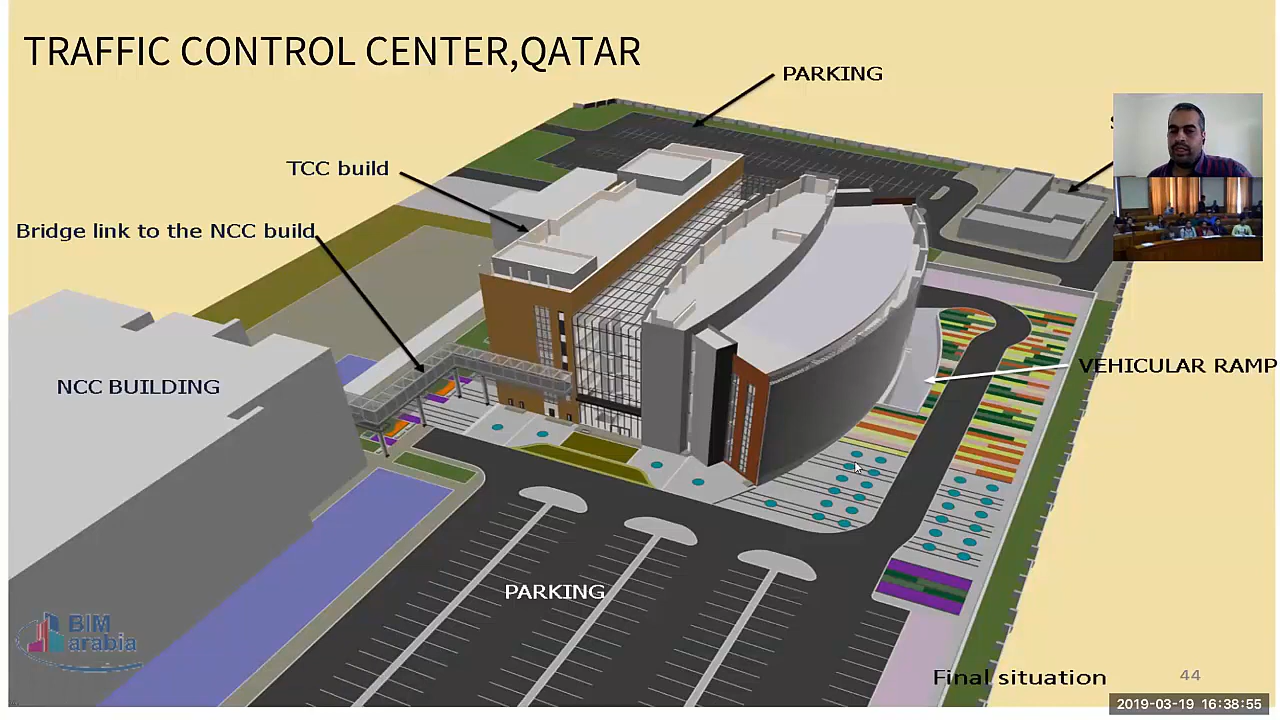 TRAFFIC CONTROL CENTER,QATAR
PARKING
TCC build
Bridge link to the NCC build
NCC BUILDING
VEHICULAR RAMP
PARKING
BIM
arabia
Final situation
44
2019-03-19 16:38:55